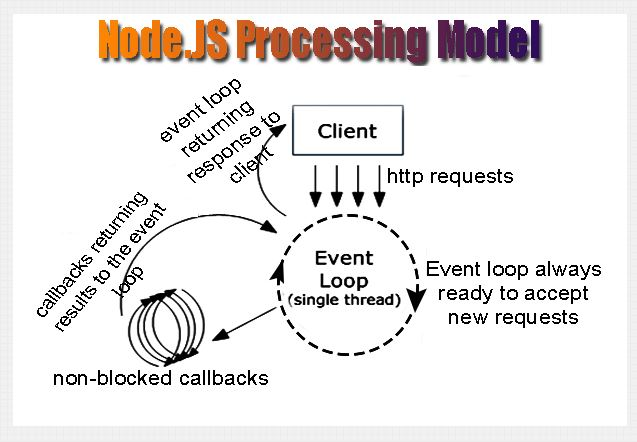 Node.JS Processing Model
event loop
returning
response to
client
Client
http requests
callbacks returning
results to the event
loop
Event
Loop
(single thread)
Event loop always
ready to accept
new requests
non-blocked callbacks